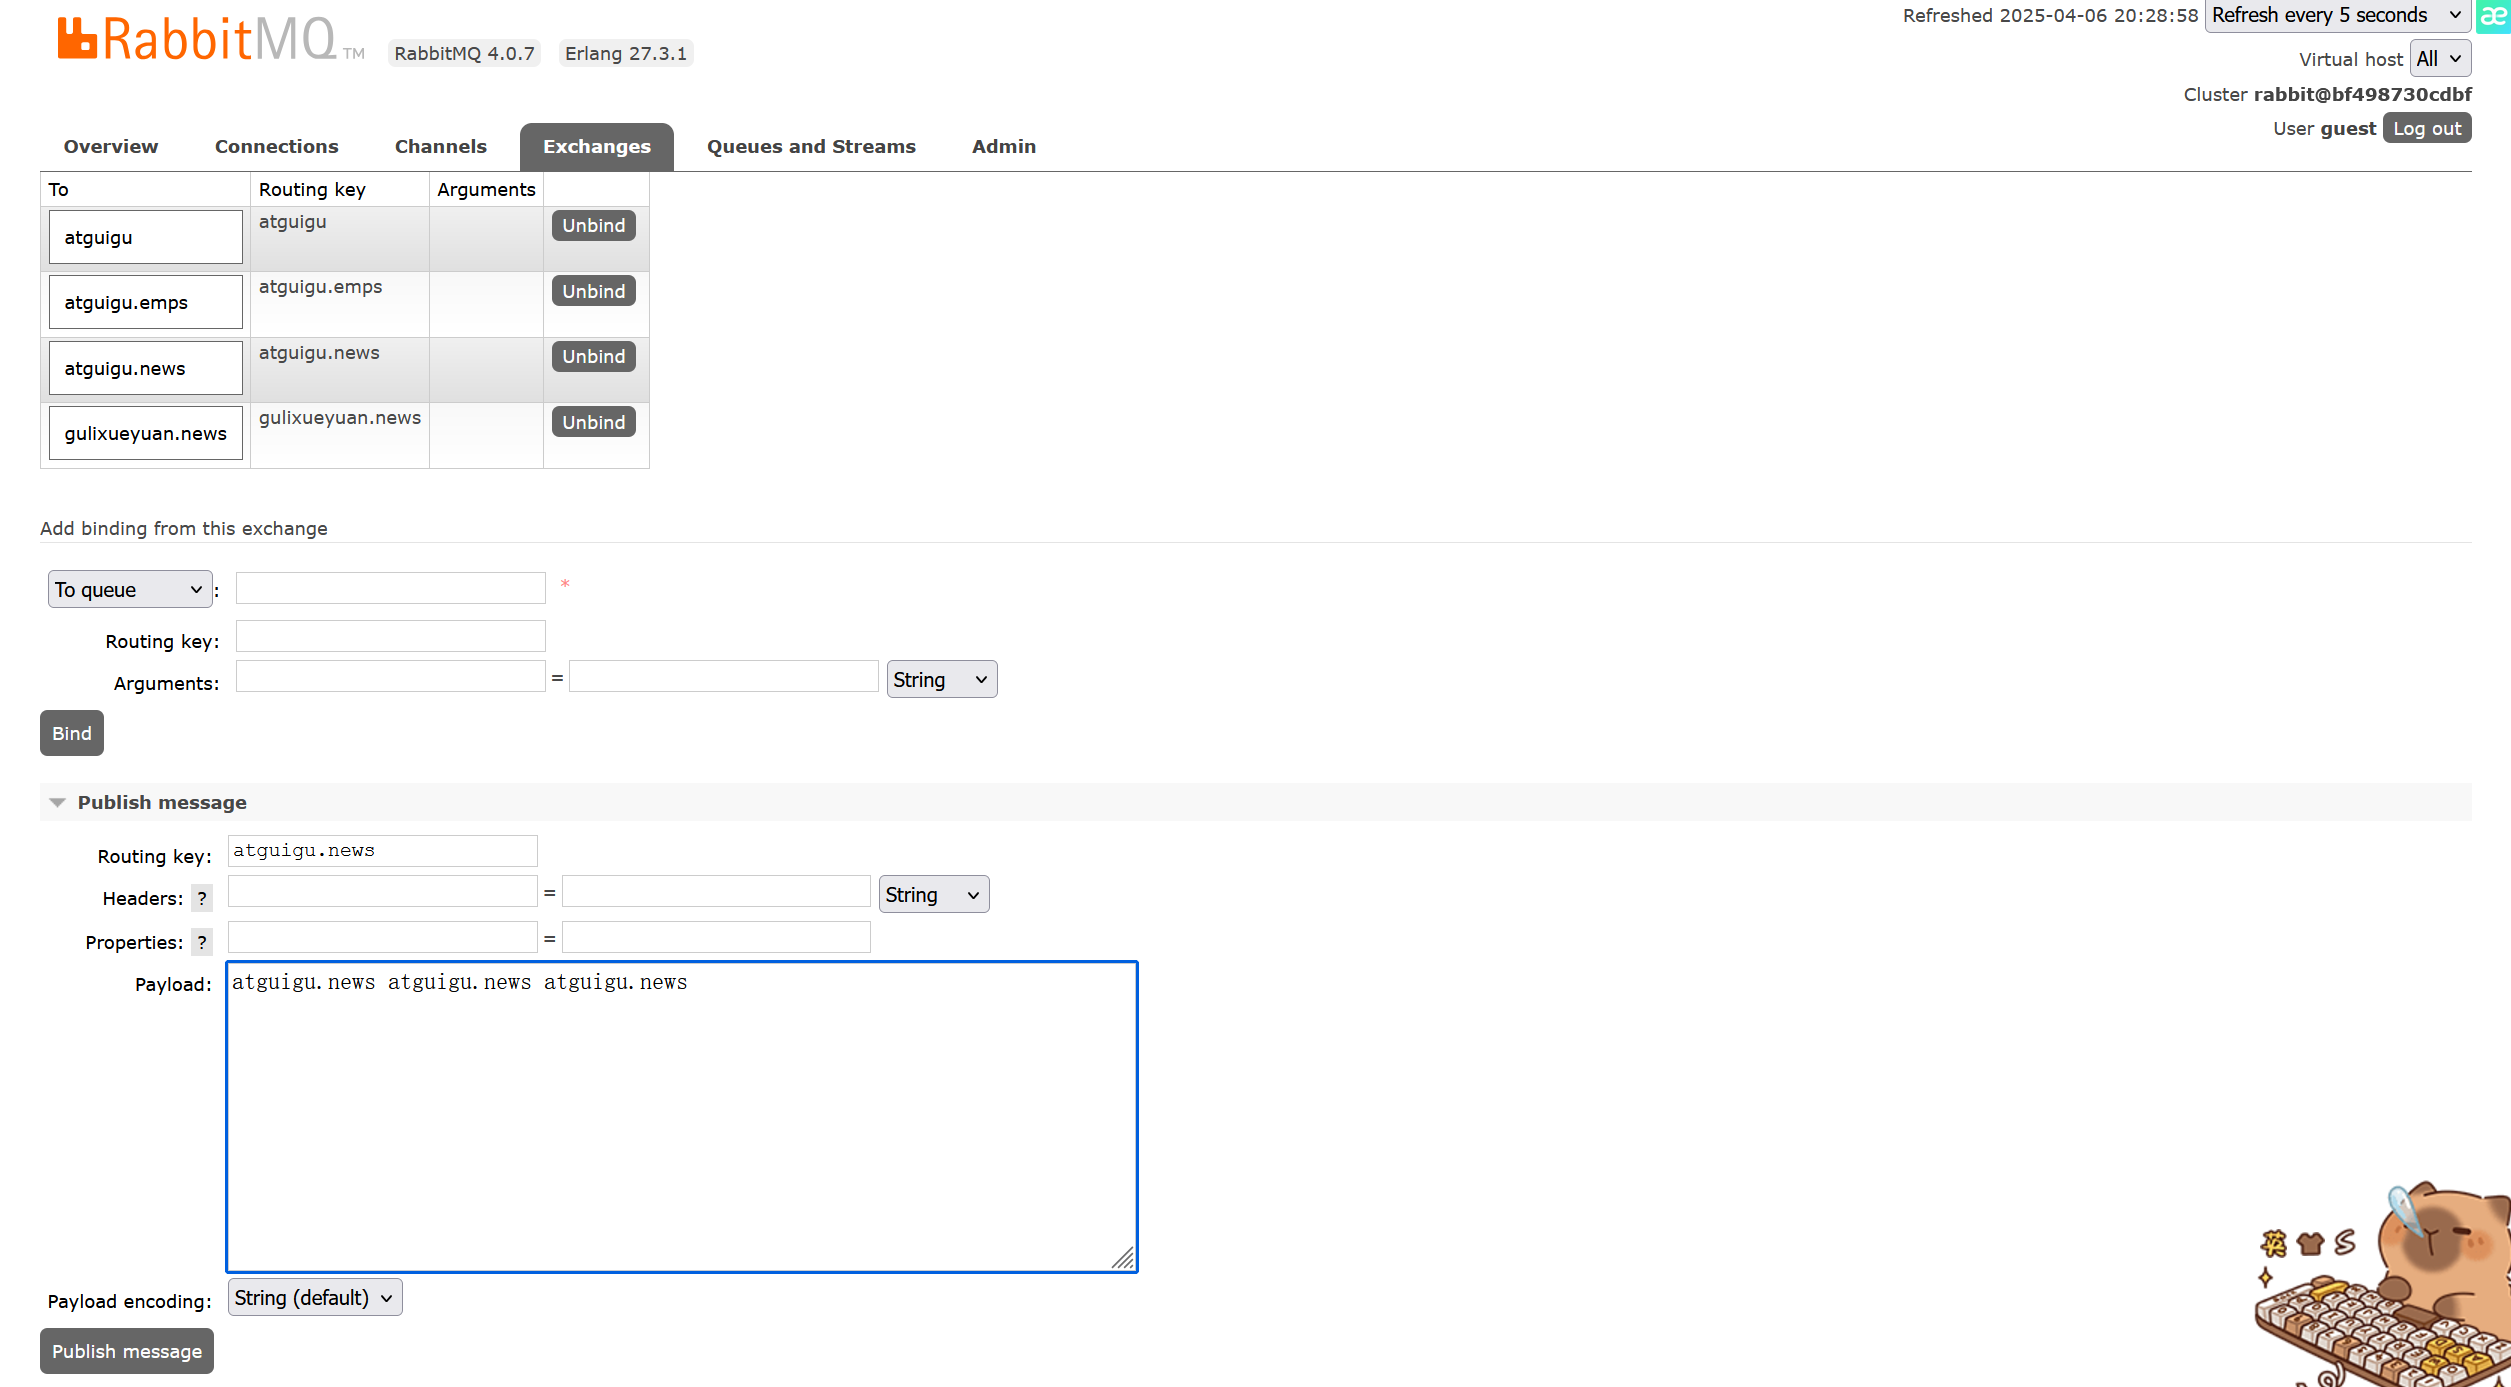 Refreshed 2025-04-06 20:28:58 Refresh every 5 seconds æ
RabbitMQ TM RabbitMQ 4.0.7 Erlang 27.3.1
Virtual host All
Cluster rabbit@bf498730cdbf
User guest Log out
Overview Connections Channels Exchanges Queues and Streams Admin
To Routing key Arguments
atguigu atguigu Unbind
atguigu.emps atguigu.emps Unbind
atguigu.news atguigu.news Unbind
gulixueyuan.news gulixueyuan.news Unbind
Add binding from this exchange
To queue : *
Routing key:
Arguments: = String
Bind
Publish message
Routing key: atguigu.news
Headers: ? = String
Properties: ? =
Payload: atguigu.news atguigu.news atguigu.news
Payload encoding: String (default)
Publish message
英